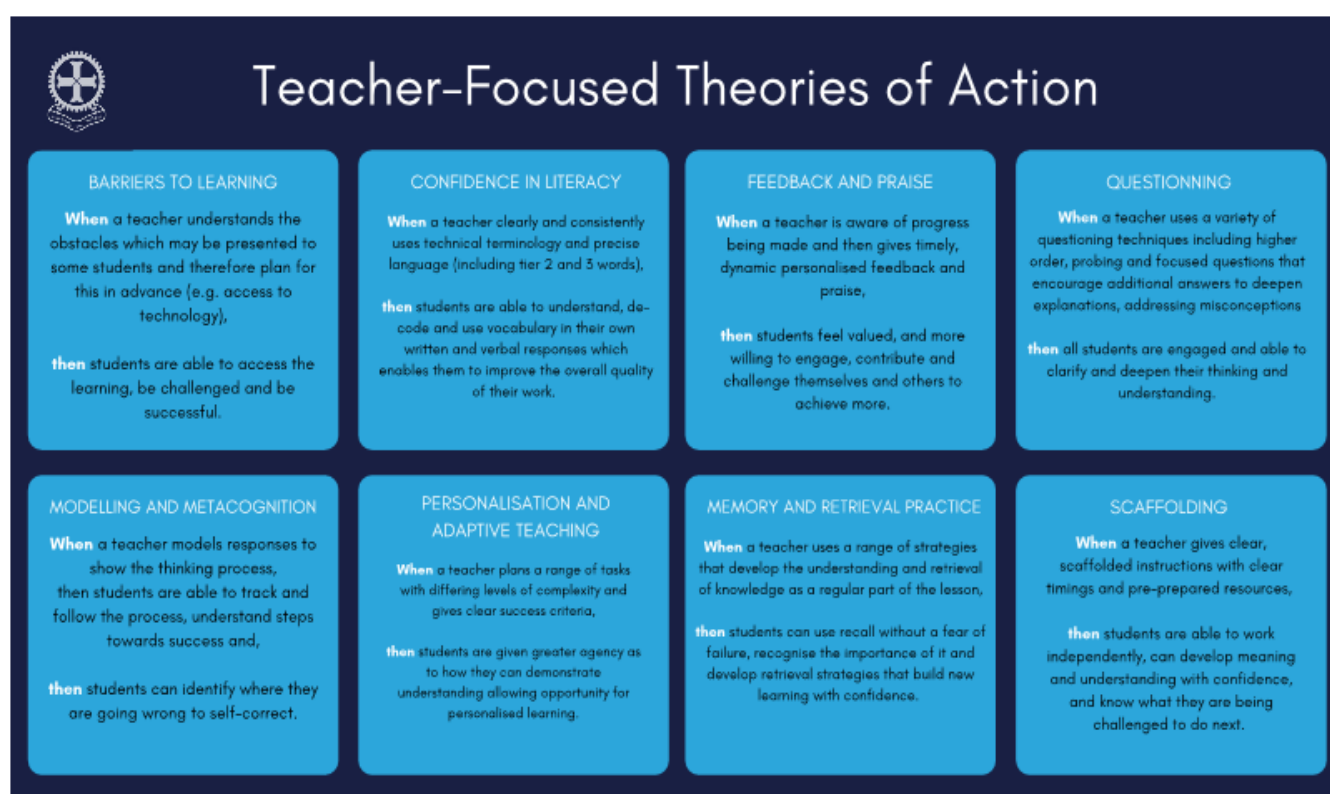 Teacher-Focused Theories of Action
BARRIERS TO LEARNING
When a teacher understands the
obstacles which may be presented to
some students and therefore plan for
this in advance (e.g. access to
technology),
then students are able to access the
learning, be challenged and be
successful.
CONFIDENCE IN LITERACY
When a teacher clearly and consistently
uses technical terminology and precise
language (including tier 2 and 3 words),
then students are able to understand, de-
code and use vocabulary in their own
written and verbal responses which
enables them to improve the overall quality
of their work.
FEEDBACK AND PRAISE
When a teacher is aware of progress
being made and then gives timely,
dynamic personalised feedback and
praise,
then students feel valued, and more
willing to engage, contribute and
challenge themselves and others to
achieve more.
QUESTIONNING
When a teacher uses a variety of
questioning techniques including higher
order, probing and focused questions that
encourage additional answers to deepen
explanations, addressing misconceptions
then all students are engaged and able to
clarify and deepen their thinking and
understanding.
MODELLING AND METACOGNITION
When a teacher models responses to
show the thinking process,
then students are able to track and
follow the process, understand steps
towards success and,
then students can identify where they
are going wrong to self-correct.
PERSONALISATION AND
ADAPTIVE TEACHING
When a teacher plans a range of tasks
with differing levels of complexity and
gives clear success criteria,
then students are given greater agency as
to how they can demonstrate
understanding allowing opportunity for
personalised learning.
MEMORY AND RETRIEVAL PRACTICE
When a teacher uses a range of strategies
that develop the understanding and retrieval
of knowledge as a regular part of the lesson,
then students can use recall without a fear of
failure, recognise the importance of it and
develop retrieval strategies that build new
learning with confidence.
SCAFFOLDING
When a teacher gives clear,
scaffolded instructions with clear
timings and pre-prepared resources,
then students are able to work
independently, can develop meaning
and understanding with confidence,
and know what they are being
challenged to do next.